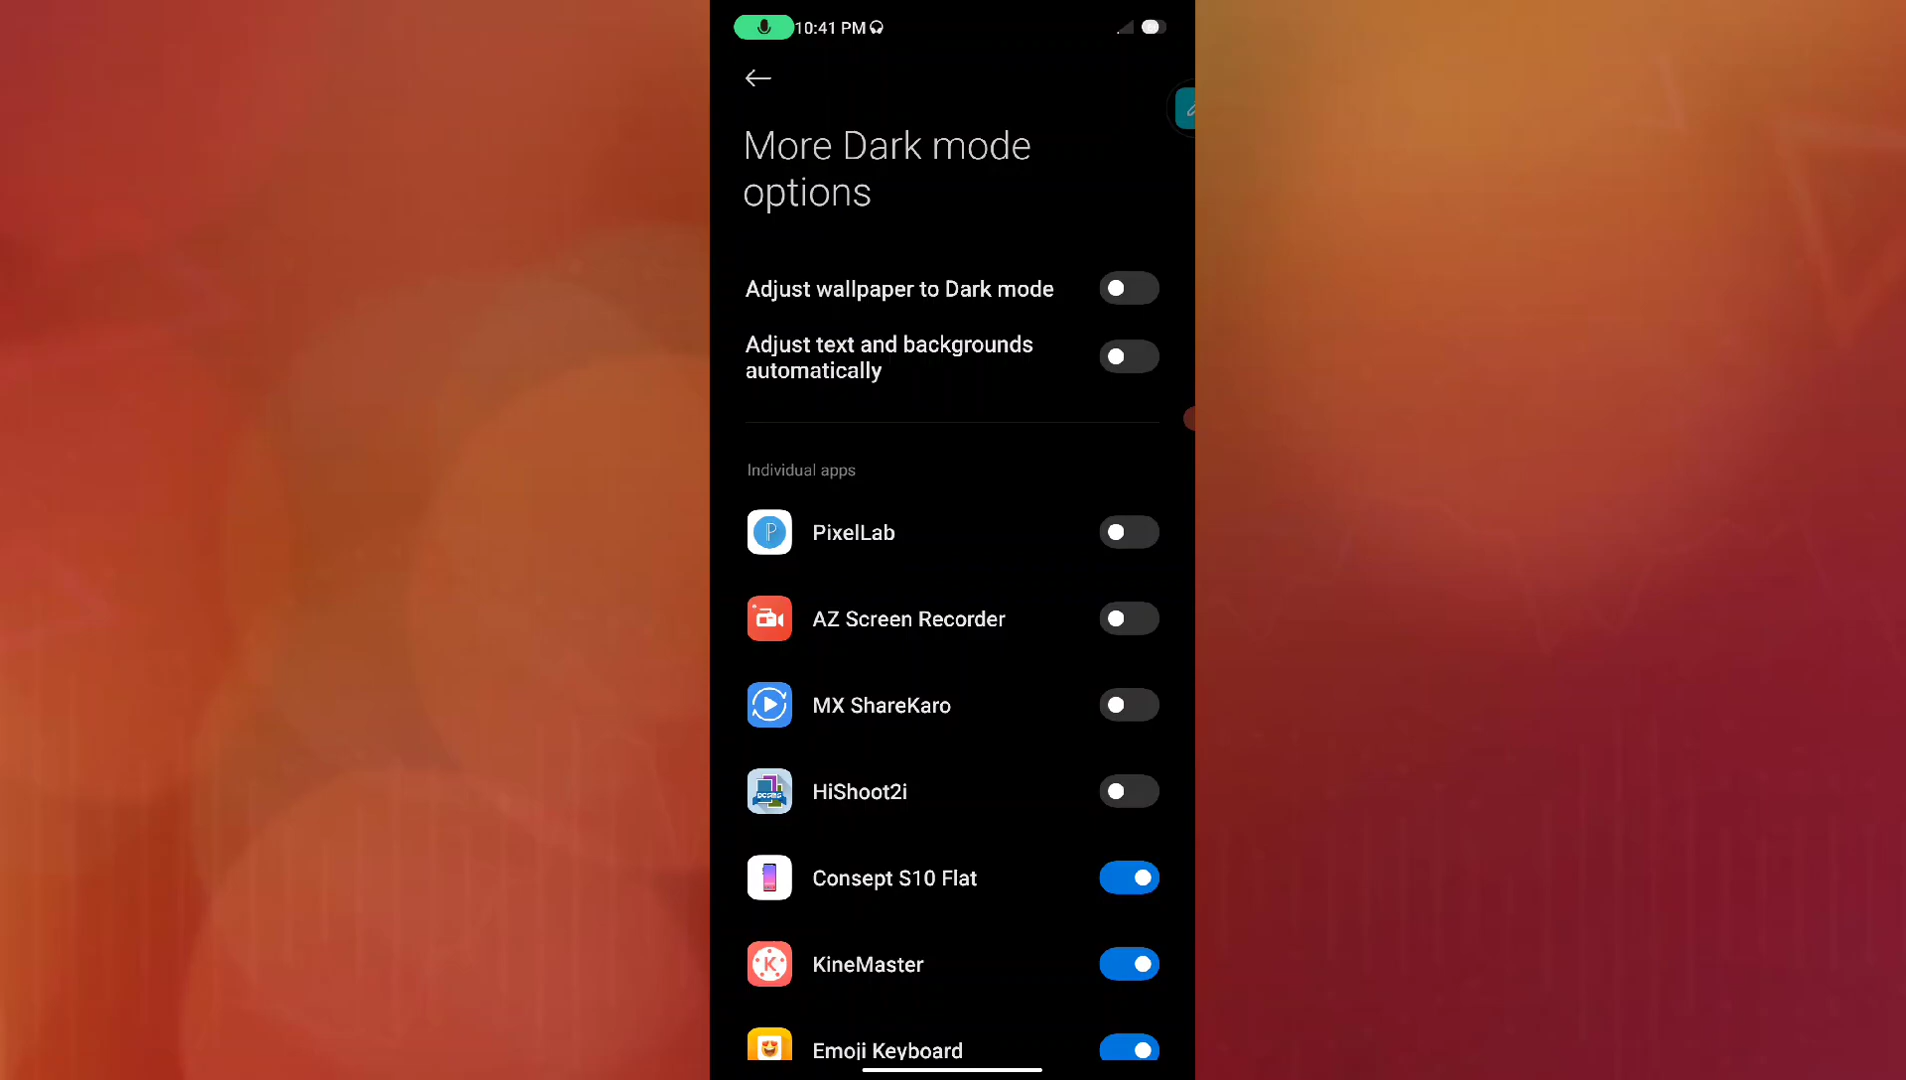 10:41 PM
More Dark mode
options
Adjust wallpaper to Dark mode
Adjust text and backgrounds
automatically
Individual apps
PixelLab
AZ Screen Recorder
MX ShareKaro
HiShoot2i
Consept S10 Flat
KineMaster
Emoji Keyboard